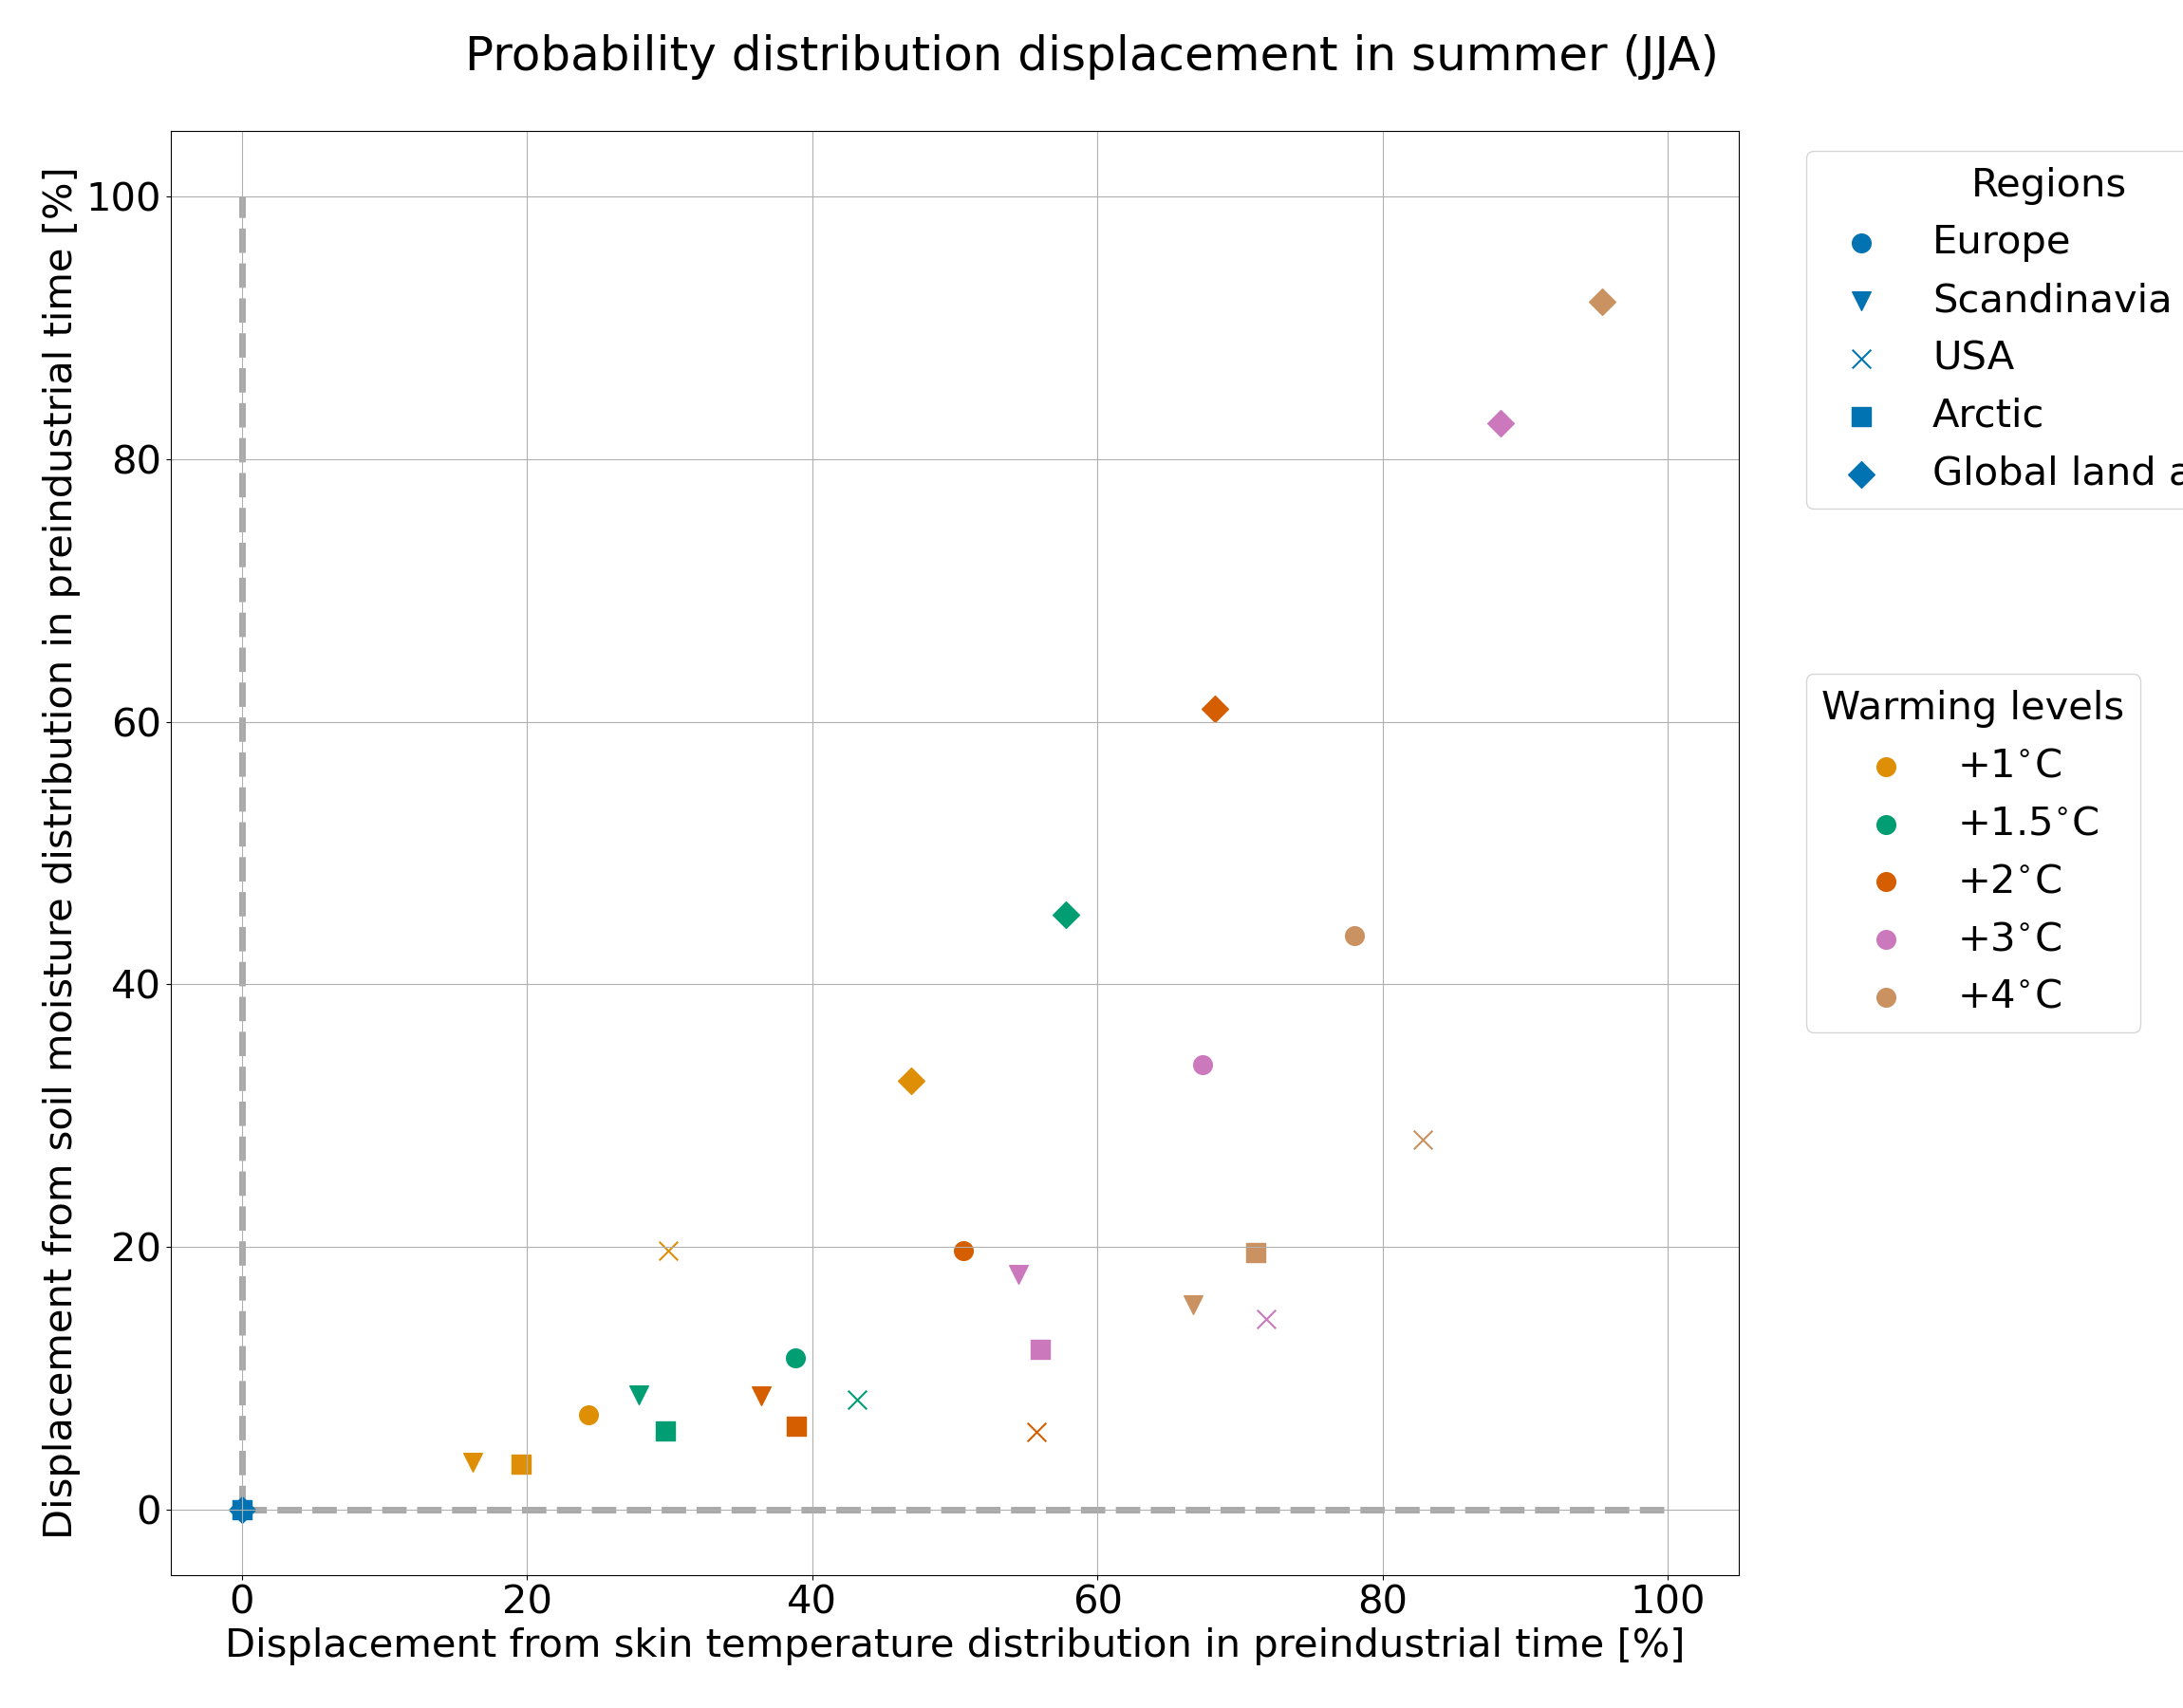 Probability distribution displacement in summer (JJA)
Displacement from soil moisture distribution in preindustrial time [%]
100
80
60
40
20
0
0 20 40 60 80 100
Displacement from skin temperature distribution in preindustrial time [%]
Regions
Europe
Scandinavia
USA
Arctic
Global land a
Warming levels
+1°C
+1.5°C
+2°C
+3°C
+4°C